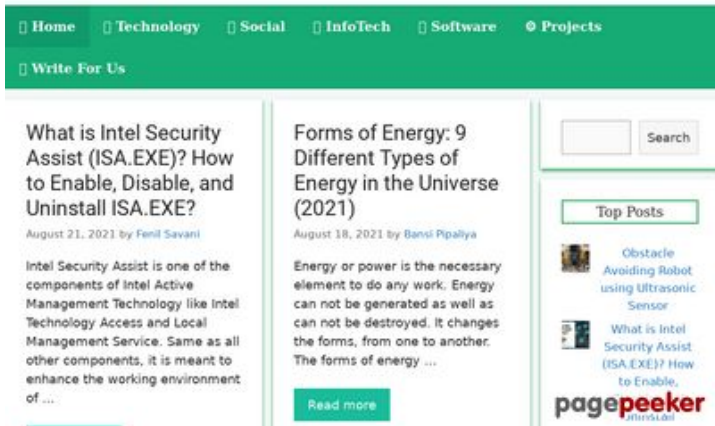 Home Technology Social InfoTech Software Projects
Write For Us
What is Intel Security
Assist (ISA.EXE)? How
to Enable, Disable, and
Uninstall ISA.EXE?
August 21, 2021 by Fenil Savani
Intel Security Assist is one of the
components of Intel Active
Management Technology like Intel
Technology Access and Local
Management Service. Same as all
other components, it is meant to
enhance the working environment
of ...
Forms of Energy: 9
Different Types of
Energy in the Universe
(2021)
August 18, 2021 by Bansi Pipaliya
Energy or power is the necessary
element to do any work. Energy
can not be generated as well as
can not be destroyed. It changes
the forms, from one to another.
The forms of energy ...
Read more
Search
Top Posts
Obstacle
Avoiding Robot
using Ultrasonic
Sensor
What is Intel
Security Assist
(ISA.EXE)? How
to Enable,
pagepeeker